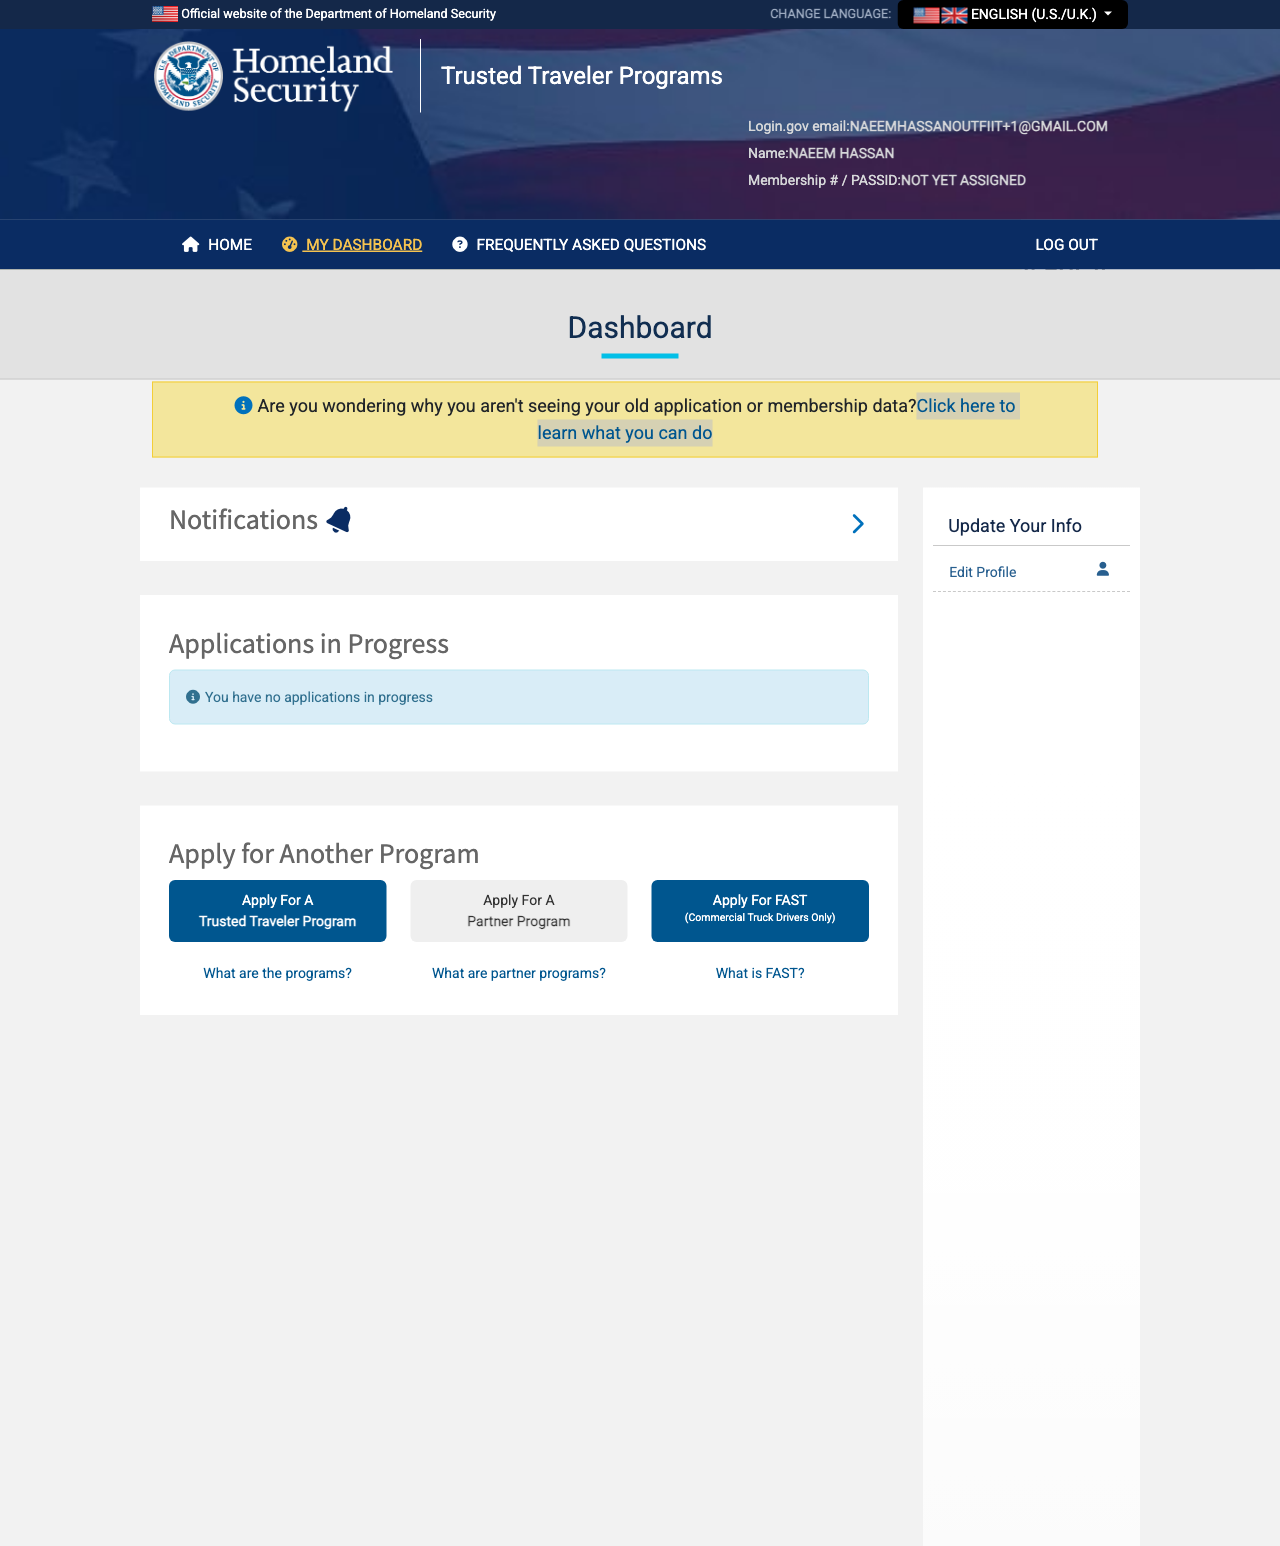 Official website of the Department of Homeland Security
CHANGE LANGUAGE:
ENGLISH (U.S./U.K.)
U.S. DEPARTMENT OF HOMELAND SECURITY
Homeland
Security
Trusted Traveler Programs
Login.gov email:NAEEMHASSANOUTFIIT+1@GMAIL.COM
Name:NAEEM HASSAN
Membership # / PASSID:NOT YET ASSIGNED
HOME
MY DASHBOARD
FREQUENTLY ASKED QUESTIONS
LOG OUT
Dashboard
Are you wondering why you aren't seeing your old application or membership data?Click here to
learn what you can do
Notifications
Update Your Info
Edit Profile
Applications in Progress
You have no applications in progress
Apply for Another Program
Apply For A
Trusted Traveler Program
Apply For A
Partner Program
Apply For FAST
(Commercial Truck Drivers Only)
What are the programs?
What are partner programs?
What is FAST?